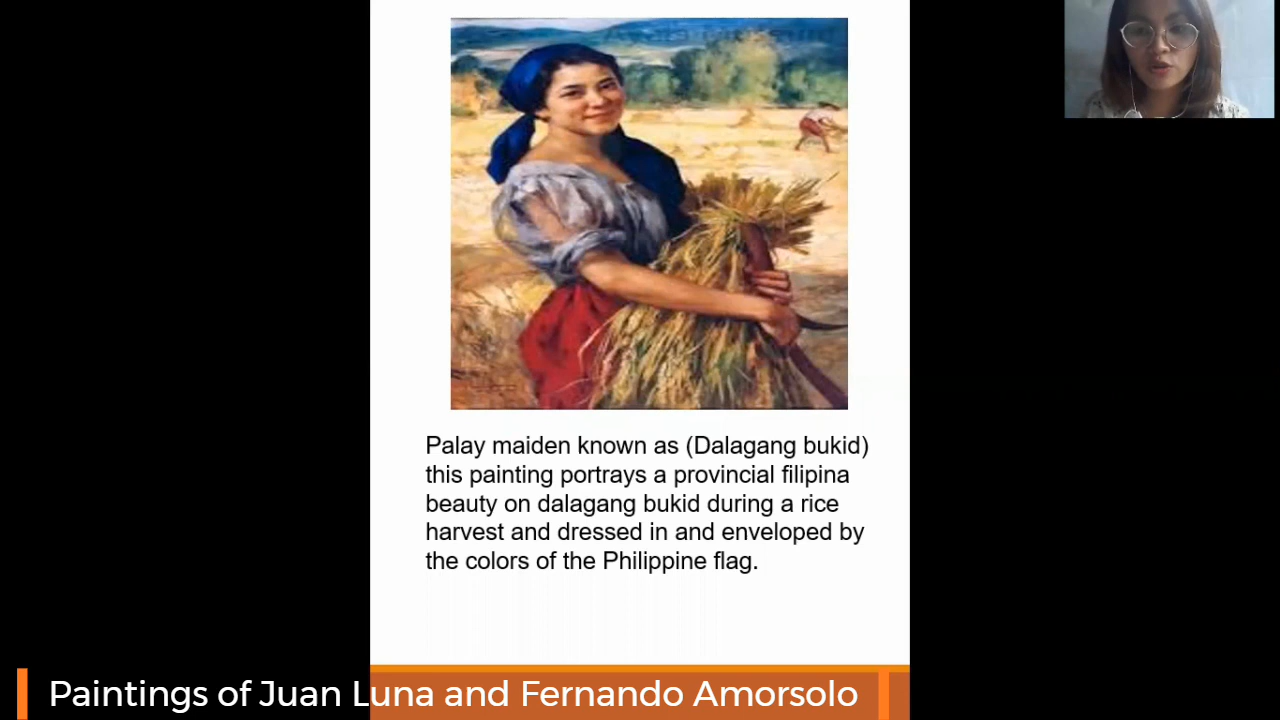 Palay maiden known as (Dalagang bukid)
this painting portrays a provincial filipina
beauty on dalagang bukid during a rice
harvest and dressed in and enveloped by
the colors of the Philippine flag.
Paintings of Juan Luna and Fernando Amorsolo